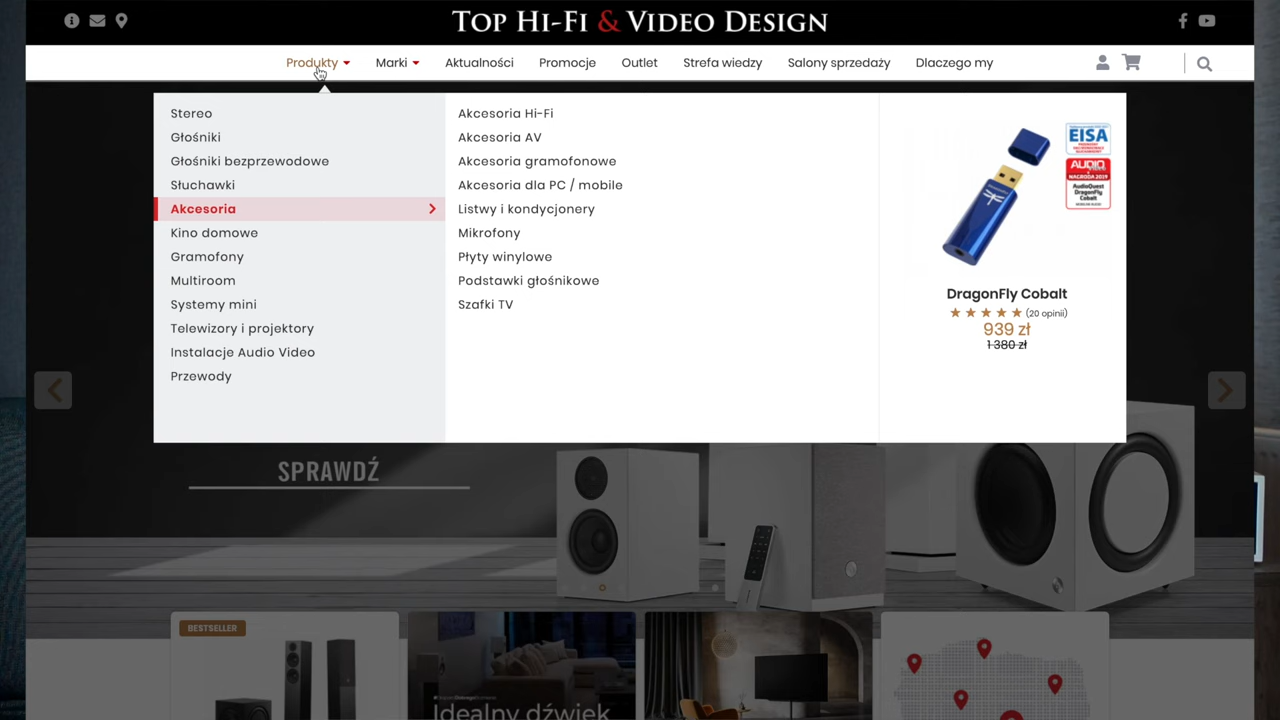 TOP HI-FI & VIDEO DESIGN
Produkty
Marki
Aktualności
Promocje
Outlet
Strefa wiedzy
Salony sprzedaży
Dlaczego my
Stereo
Głośniki
Głośniki bezprzewodowe
Słuchawki
Akcesoria
Kino domowe
Gramofony
Multiroom
Systemy mini
Telewizory i projektory
Instalacje Audio Video
Przewody
Akcesoria Hi-Fi
Akcesoria AV
Akcesoria gramofonowe
Akcesoria dla PC / mobile
Listwy i kondycjonery
Mikrofony
Płyty winylowe
Podstawki głośnikowe
Szafki TV
EISA
AUDIO
NAGRODA 2019
AudioQuest
DragonFly
Cobalt
DragonFly Cobalt
(20 opinii)
939 zł
1 380 zł
SPRAWDŹ
BESTSELLER
Idealny dźwięk